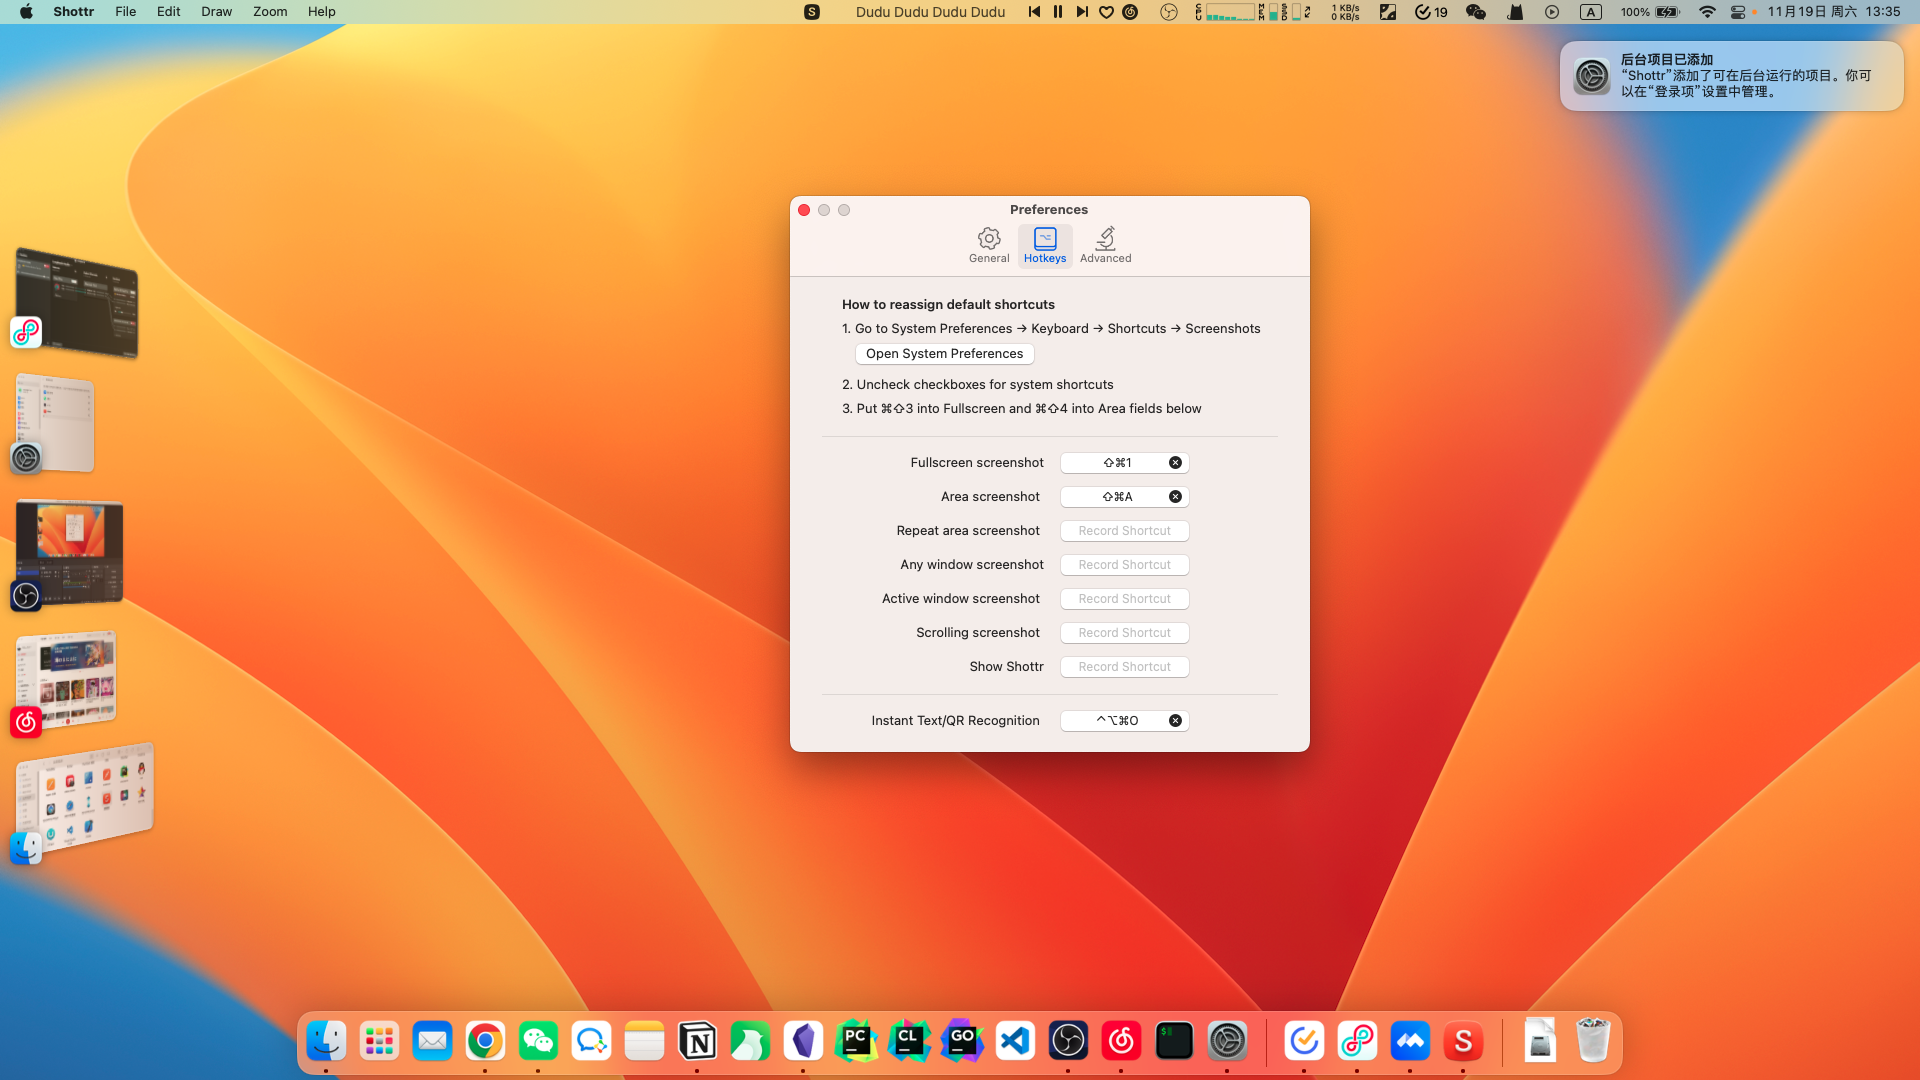 Shottr File Edit Draw Zoom Help
S Dudu Dudu Dudu Dudu
1 KB/s
0 KB/s
19 A 100% 11月19日 周六 13:35
后台项目已添加
“Shottr”添加了可在后台运行的项目。你可
以在“登录项”设置中管理。
Preferences
General Hotkeys Advanced
How to reassign default shortcuts
1. Go to System Preferences → Keyboard → Shortcuts → Screenshots
Open System Preferences
2. Uncheck checkboxes for system shortcuts
3. Put ⌘⇧3 into Fullscreen and ⌘⇧4 into Area fields below
Fullscreen screenshot ⇧⌘1
Area screenshot ⇧⌘A
Repeat area screenshot Record Shortcut
Any window screenshot Record Shortcut
Active window screenshot Record Shortcut
Scrolling screenshot Record Shortcut
Show Shottr Record Shortcut
Instant Text/QR Recognition ^⌥⌘O
PC CL GO $ S